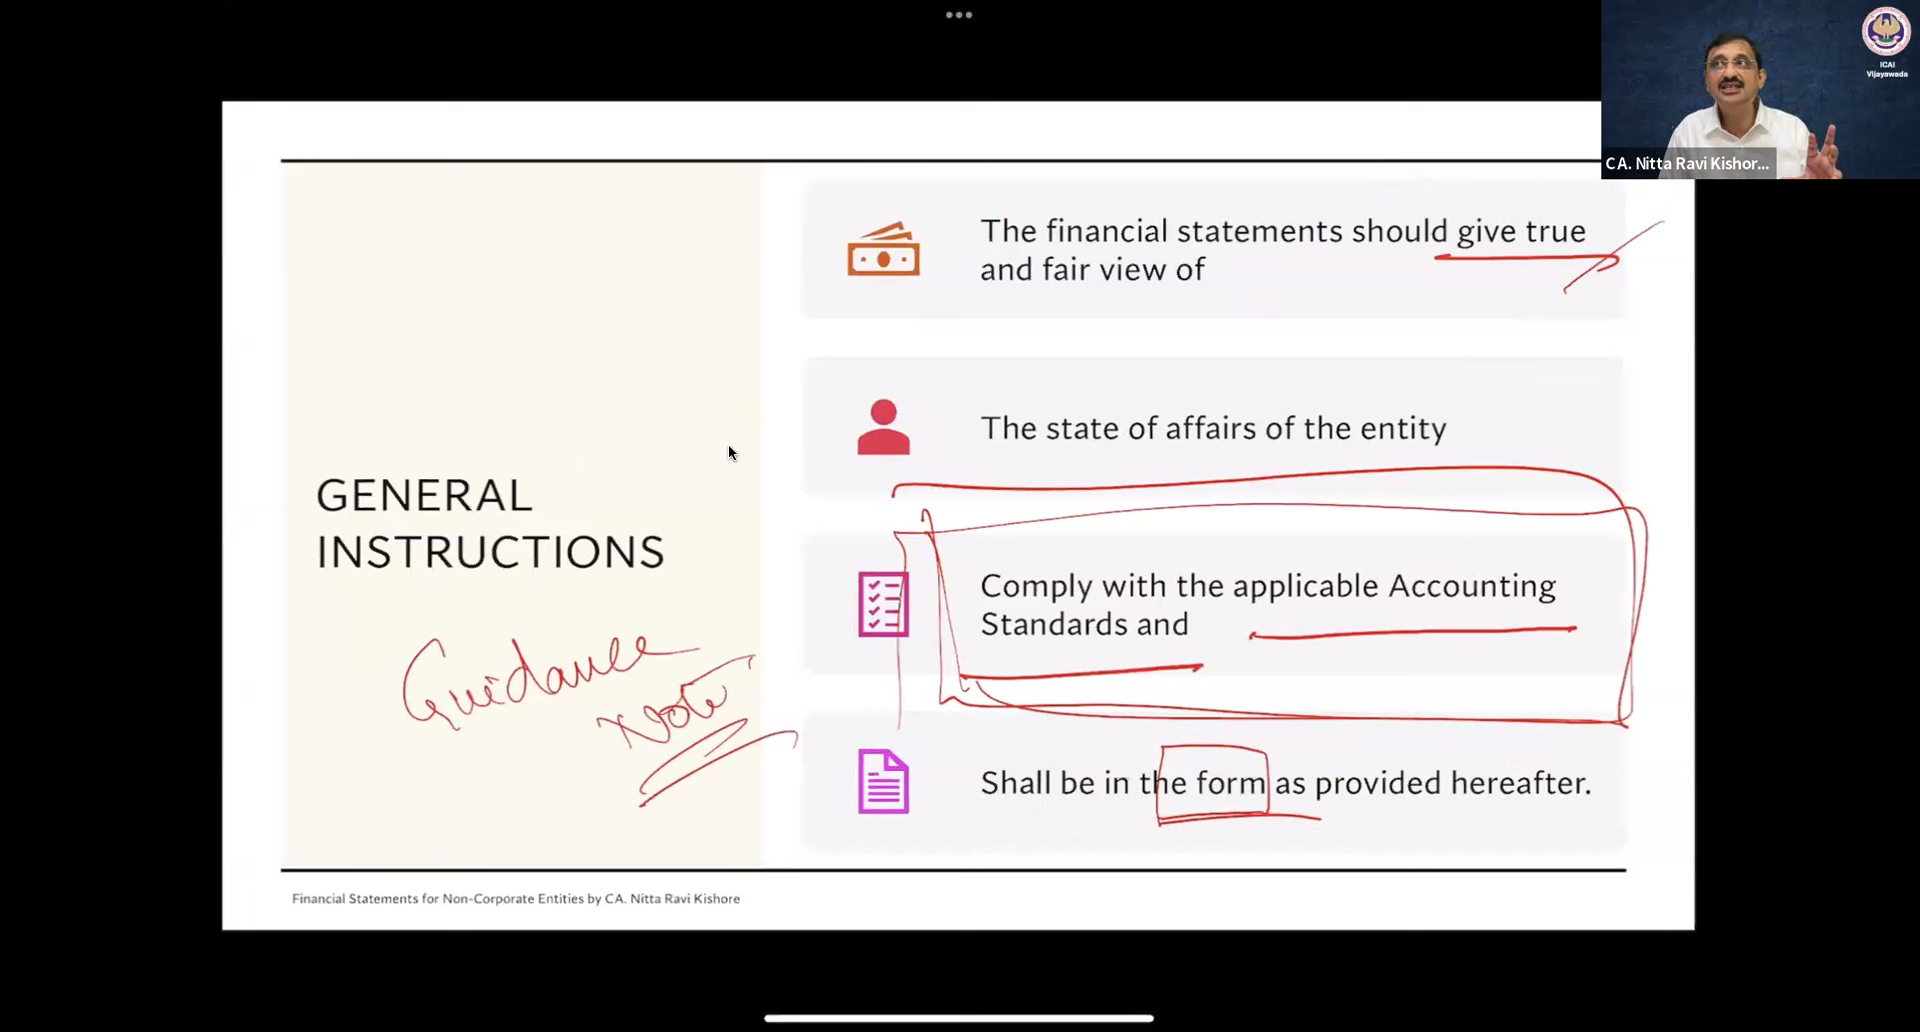 ICAI
Vijayawada
CA. Nitta Ravi Kishor...
The financial statements should give true
and fair view of
The state of affairs of the entity
GENERAL
INSTRUCTIONS
Comply with the applicable Accounting
Standards and
Guidance
Note
Shall be in the form as provided hereafter.
Financial Statements for Non-Corporate Entities by CA. Nitta Ravi Kishore